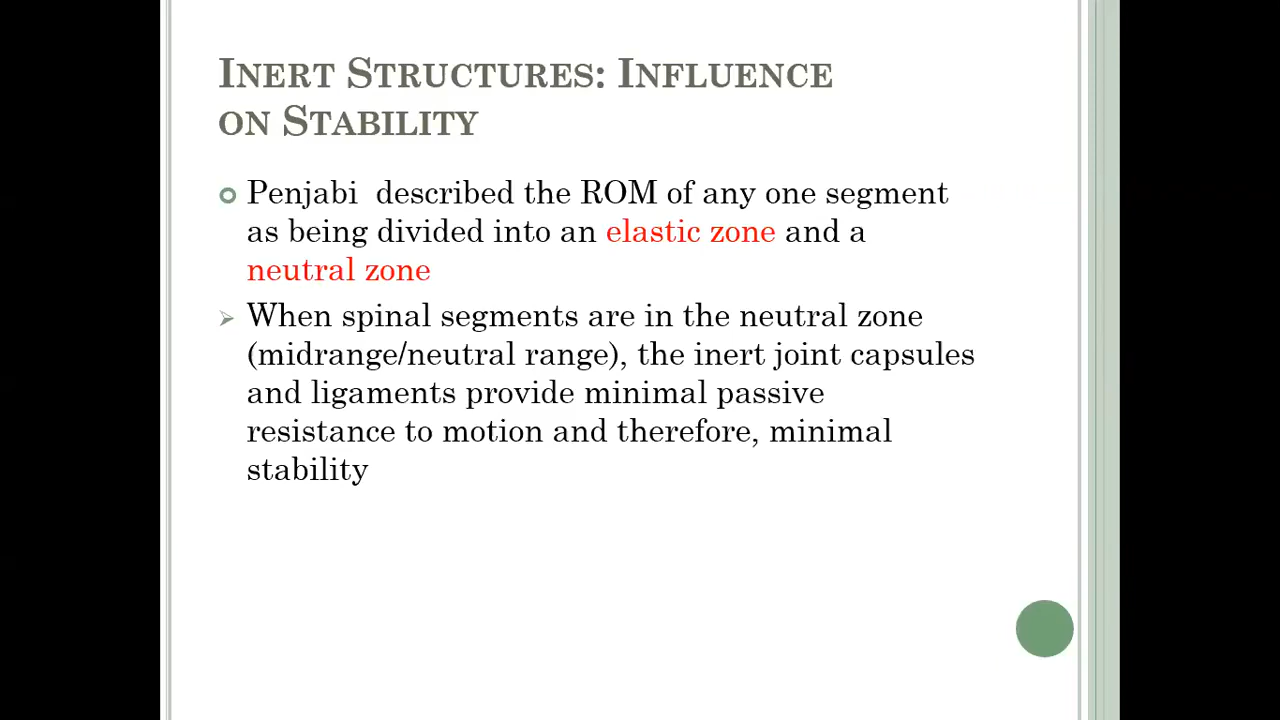 INERT STRUCTURES: INFLUENCE
ON STABILITY
Penjabi described the ROM of any one segment
as being divided into an elastic zone and a
neutral zone
When spinal segments are in the neutral zone
(midrange/neutral range), the inert joint capsules
and ligaments provide minimal passive
resistance to motion and therefore, minimal
stability